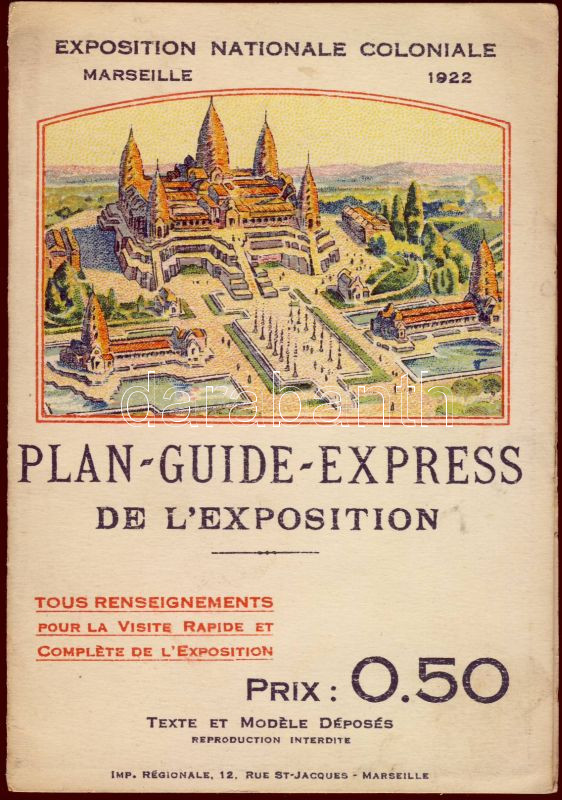 EXPOSITION NATIONALE COLONIALE
MARSEILLE 1922
darabanth
PLAN-GUIDE-EXPRESS
DE L'EXPOSITION
TOUS RENSEIGNEMENTS
POUR LA VISITE RAPIDE ET
COMPLÈTE DE L'EXPOSITION
PRIX : 0.50
TEXTE ET MODÈLE DÉPOSÉS
REPRODUCTION INTERDITE
IMP. RÉGIONALE, 12, RUE ST-JACQUES - MARSEILLE